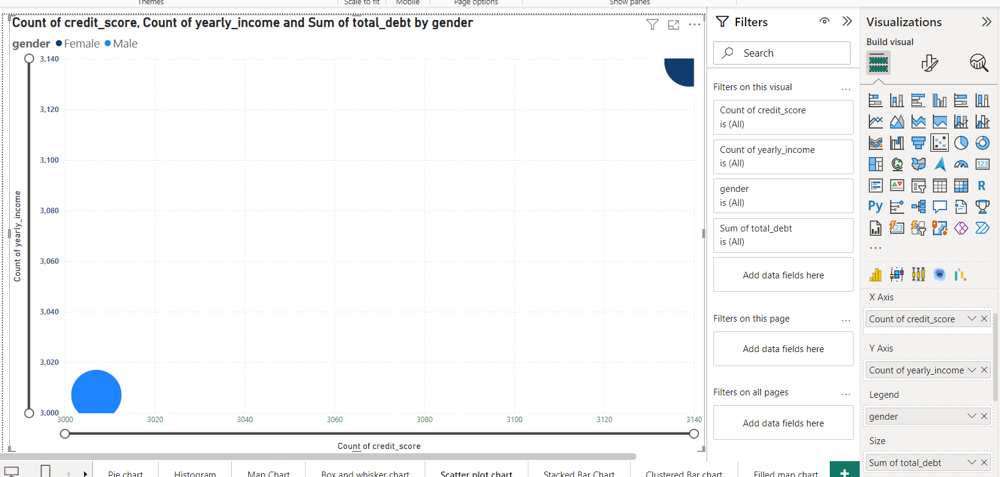 Themes
Scale to fit
Mobile
Page options
Show panes
Count of credit_score, Count of yearly_income and Sum of total_debt by gender
gender Female Male
3,140
3,120
3,100
3,080
3,060
3,040
3,020
3,000
Count of yearly_income
3000 3020 3040 3060 3080 3100 3120 3140
Count of credit_score
Filters
Search
Filters on this visual
Count of credit_score
is (All)
Count of yearly_income
is (All)
gender
is (All)
Sum of total_debt
is (All)
Add data fields here
Filters on this page
Add data fields here
Filters on all pages
Add data fields here
Visualizations
Build visual
123
R
Py
123
X Axis
Count of credit_score
Y Axis
Count of yearly_income
Legend
gender
Size
Sum of total_debt
Pie chart
Histogram
Map Chart
Box and whisker chart
Scatter plot chart
Stacked Bar Chart
Clustered Bar chart
Filled map chart